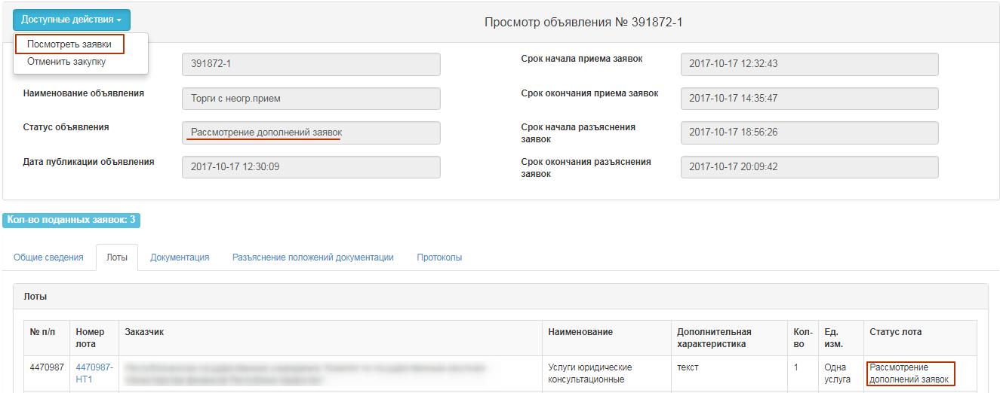 Доступные действия
Просмотр объявления № 391872-1
Посмотреть заявки
Отменить закупку
391872-1
Срок начала приема заявок
2017-10-17 12:32:43
Наименование объявления
Торги с неогр.прием
Срок окончания приема заявок
2017-10-17 14:35:47
Статус объявления
Рассмотрение дополнений заявок
Срок начала разъяснения
заявок
2017-10-17 18:56:26
Дата публикации объявления
2017-10-17 12:30:09
Срок окончания разъяснения
заявок
2017-10-17 20:09:42
Кол-во поданных заявок: 3
Общие сведения Лоты Документация Разъяснение положений документации Протоколы
Лоты
№ п/п
Номер
лота
Заказчик
Наименование
Дополнительная
характеристика
Кол-
во
Ед.
изм.
Статус лота
4470987
4470987-
НТ1
Услуги юридические
консультационные
текст
1
Одна
услуга
Рассмотрение
дополнений заявок